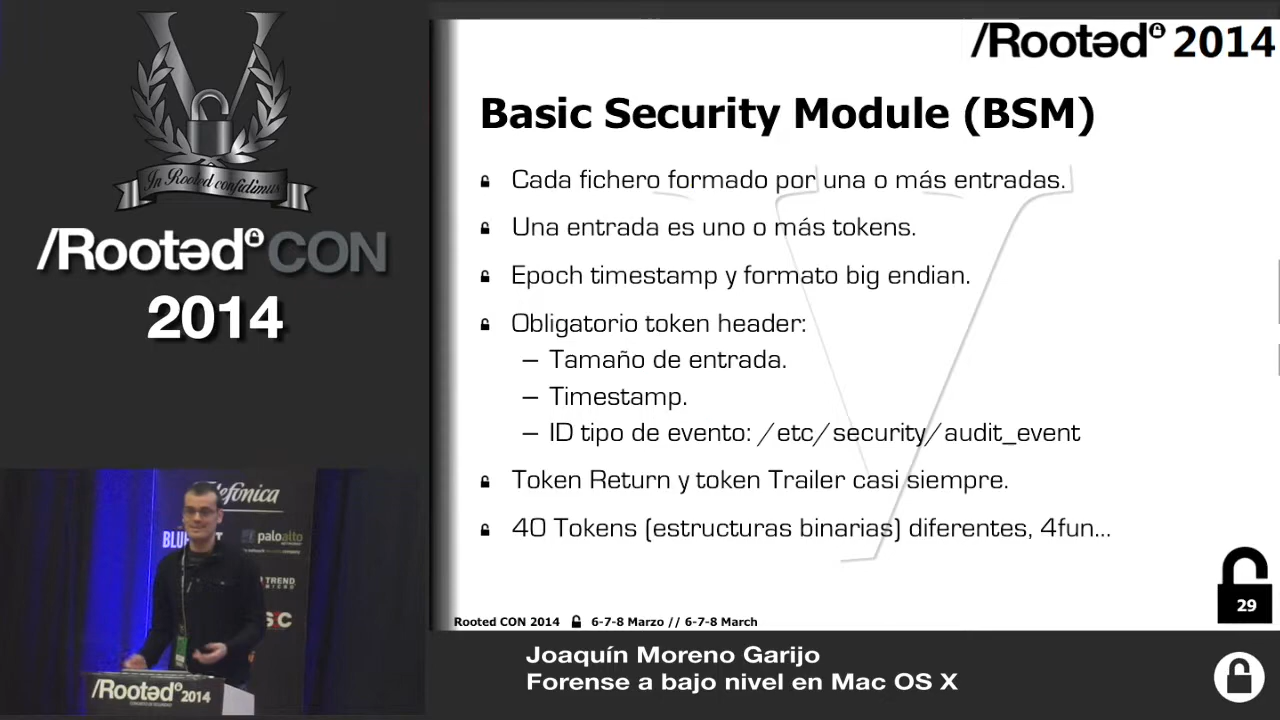 In Rooted confidimus
/Rootəd CON
2014
/Rootəd 2014
Basic Security Module (BSM)
Cada fichero formado por una o más entradas.
Una entrada es uno o más tokens.
Epoch timestamp y formato big endian.
Obligatorio token header:
– Tamaño de entrada.
– Timestamp.
– ID tipo de evento: /etc/security/audit_event
Token Return y token Trailer casi siempre.
40 Tokens (estructuras binarias) diferentes, 4fun...
29
Rooted CON 2014 6-7-8 Marzo // 6-7-8 March
Telefónica
paloalto
TREND
/Rootəd 2014
Joaquín Moreno Garijo
Forense a bajo nivel en Mac OS X